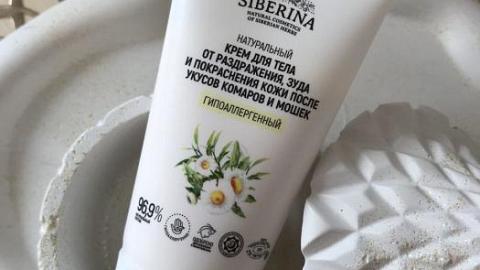 SIBERINA
NATURAL COSMETICS
OF SIBERIAN HERBS
НАТУРАЛЬНЫЙ
КРЕМ ДЛЯ ТЕЛА
ОТ РАЗДРАЖЕНИЯ, ЗУДА
И ПОКРАСНЕНИЯ КОЖИ ПОСЛЕ
УКУСОВ КОМАРОВ И МОШЕК
ГИПОАЛЛЕРГЕННЫЙ
96,9%